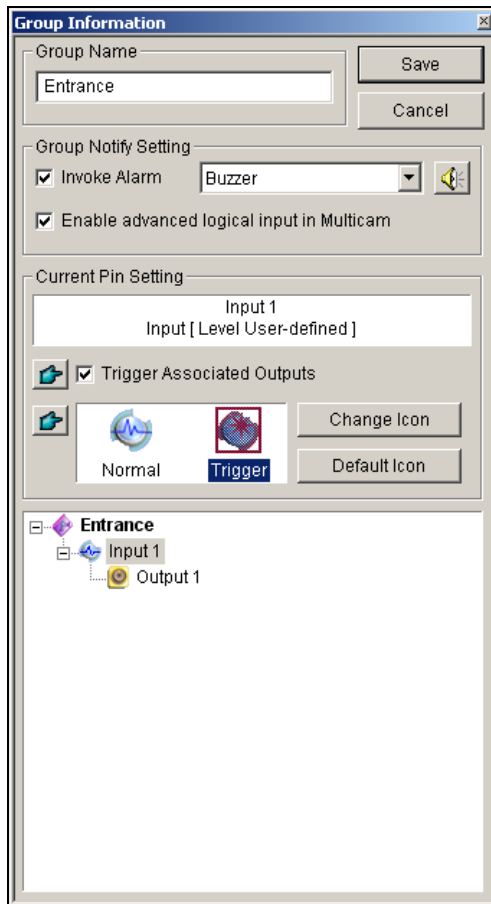 Group Information
Group Name
Save
Entrance
Cancel
Group Notify Setting
Invoke Alarm
Buzzer
Enable advanced logical input in Multicam
Current Pin Setting
Input 1
Input [ Level User-defined ]
Trigger Associated Outputs
Change Icon
Normal
Trigger
Default Icon
Entrance
Input 1
Output 1